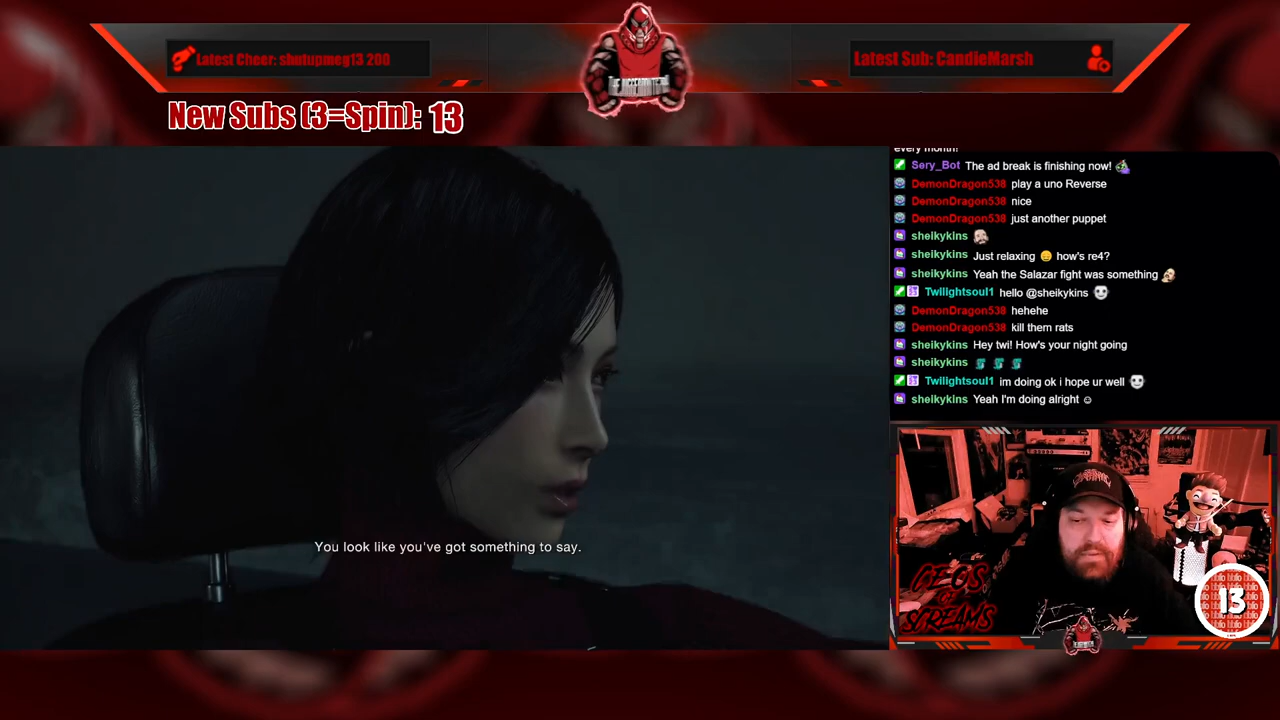 Latest Cheer: shutupmeg13 200
Latest Sub: CandieMarsh
New Subs (3=Spin): 13
every month!
Sery_Bot The ad break is finishing now!
DemonDragon538 play a uno Reverse
DemonDragon538 nice
DemonDragon538 just another puppet
sheikykins
sheikykins Just relaxing 😑 how's re4?
sheikykins Yeah the Salazar fight was something
Twilightsoul1 hello @sheikykins
DemonDragon538 hehehe
DemonDragon538 kill them rats
sheikykins Hey twi! How's your night going
sheikykins
Twilightsoul1 im doing ok i hope ur well
sheikykins Yeah I'm doing alright ☺
You look like you've got something to say.
SCREAMS
13